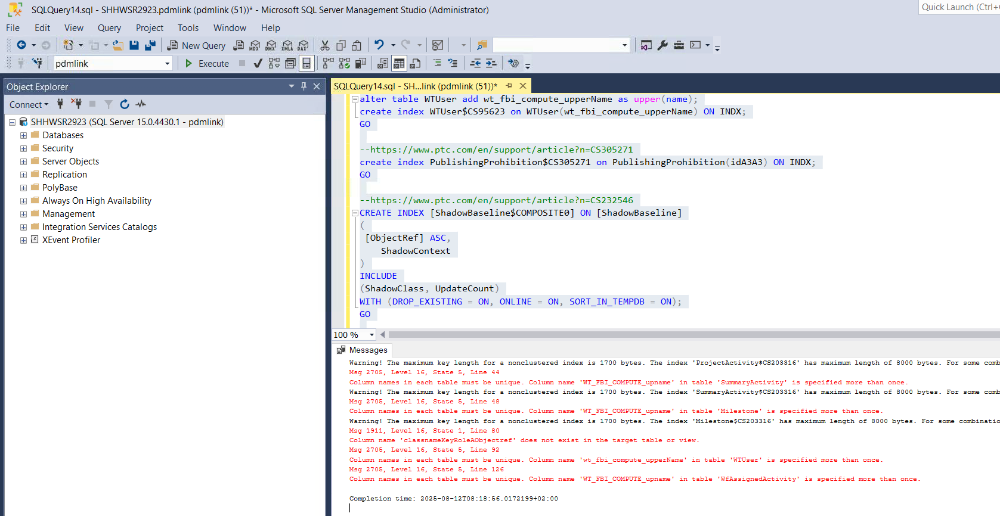 SQLQuery14.sql - SHHWSR2923.pdmlink (pdmlink (51))* - Microsoft SQL Server Management Studio (Administrator)
Quick Launch (Ctrl+
File Edit View Query Project Tools Window Help
New Query MDX DMX XMLA DAX
pdmlink Execute
Object Explorer
Connect
SHHWSR2923 (SQL Server 15.0.4430.1 - pdmlink)
Databases
Security
Server Objects
Replication
PolyBase
Always On High Availability
Management
Integration Services Catalogs
XEvent Profiler
SQLQuery14.sql - SH...link (pdmlink (51))*
alter table WTUser add wt_fbi_compute_upperName as upper(name);
create index WTUser$CS95623 on WTUser(wt_fbi_compute_upperName) ON INDX;
GO
--https://www.ptc.com/en/support/article?n=CS305271
create index PublishingProhibition$CS305271 on PublishingProhibition(idA3A3) ON INDX;
GO
--https://www.ptc.com/en/support/article?n=CS232546
CREATE INDEX [ShadowBaseline$COMPOSITE0] ON [ShadowBaseline]
(
[ObjectRef] ASC,
ShadowContext
)
INCLUDE
(ShadowClass, UpdateCount)
WITH (DROP_EXISTING = ON, ONLINE = ON, SORT_IN_TEMPDB = ON);
GO
100 %
Messages
Warning! The maximum key length for a nonclustered index is 1700 bytes. The index 'ProjectActivity$CS203316' has maximum length of 8000 bytes. For some comb
Msg 2705, Level 16, State 5, Line 44
Column names in each table must be unique. Column name 'WT_FBI_COMPUTE_upname' in table 'SummaryActivity' is specified more than once.
Warning! The maximum key length for a nonclustered index is 1700 bytes. The index 'SummaryActivity$CS203316' has maximum length of 8000 bytes. For some comb
Msg 2705, Level 16, State 5, Line 48
Column names in each table must be unique. Column name 'WT_FBI_COMPUTE_upname' in table 'Milestone' is specified more than once.
Warning! The maximum key length for a nonclustered index is 1700 bytes. The index 'Milestone$CS203316' has maximum length of 8000 bytes. For some combinatio
Msg 1911, Level 16, State 1, Line 80
Column name 'classnameKeyRoleAObjectref' does not exist in the target table or view.
Msg 2705, Level 16, State 5, Line 92
Column names in each table must be unique. Column name 'wt_fbi_compute_upperName' in table 'WTUser' is specified more than once.
Msg 2705, Level 16, State 5, Line 126
Column names in each table must be unique. Column name 'WT_FBI_COMPUTE_upname' in table 'WfAssignedActivity' is specified more than once.
Completion time: 2025-08-12T08:18:56.0172199+02:00